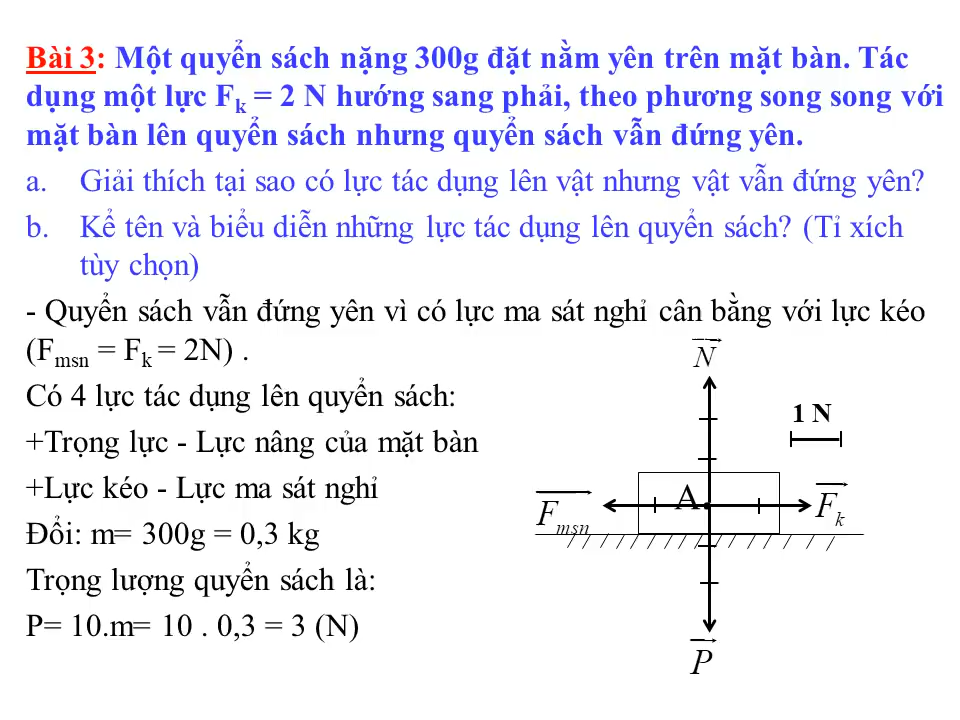 Bài 3: Một quyển sách nặng 300g đặt nằm yên trên mặt bàn. Tác
dụng một lực Fk = 2 N hướng sang phải, theo phương song song với
mặt bàn lên quyển sách nhưng quyển sách vẫn đứng yên.
a. Giải thích tại sao có lực tác dụng lên vật nhưng vật vẫn đứng yên?
b. Kể tên và biểu diễn những lực tác dụng lên quyển sách? (Tỉ xích
tùy chọn)
- Quyển sách vẫn đứng yên vì có lực ma sát nghỉ cân bằng với lực kéo
(Fmsn = Fk = 2N) .
Có 4 lực tác dụng lên quyển sách:
+Trọng lực - Lực nâng của mặt bàn
+Lực kéo - Lực ma sát nghỉ
Đổi: m= 300g = 0,3 kg
Trọng lượng quyển sách là:
P= 10.m= 10 . 0,3 = 3 (N)
N
1 N
A
Fmsn
Fk
P